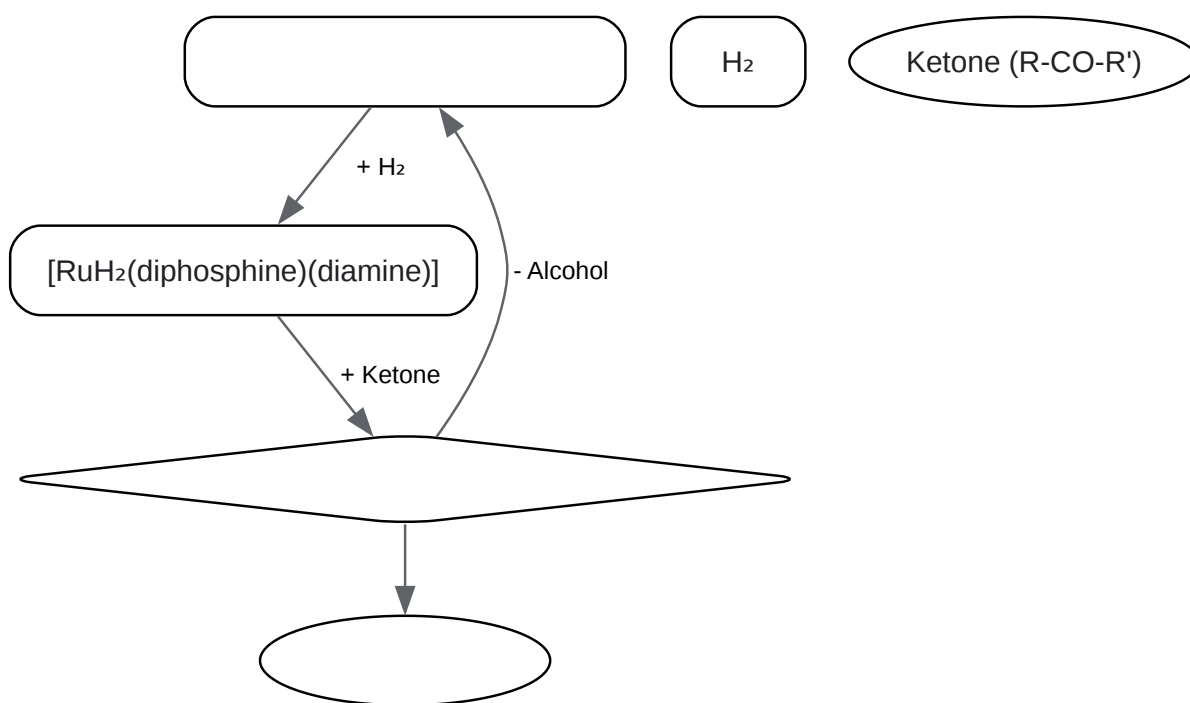 H₂
Ketone (R-CO-R')
+ H₂
[RuH₂(diphosphine)(diamine)]
- Alcohol
+ Ketone